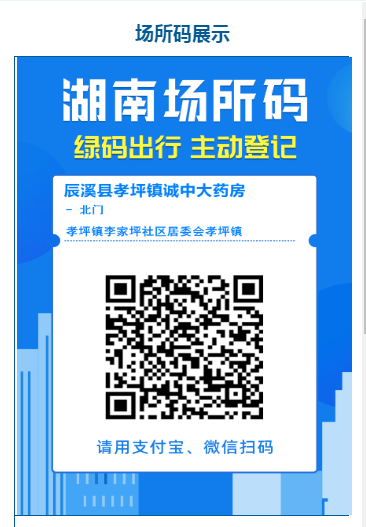 场所码展示
湖南场所码
绿码出行 主动登记
辰溪县孝坪镇诚中大药房
- 北门
孝坪镇李家坪社区居委会孝坪镇
请用支付宝、微信扫码